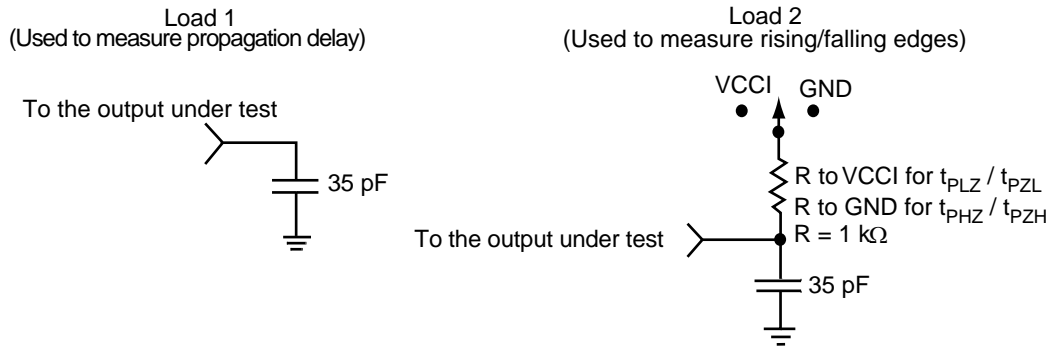 Load 1
(Used to measure propagation delay)
To the output under test
35 pF
Load 2
(Used to measure rising/falling edges)
VCCI
GND
R to VCCI for tPLZ / tPZL
R to GND for tPHZ / tPZH
R = 1 kΩ
To the output under test
35 pF